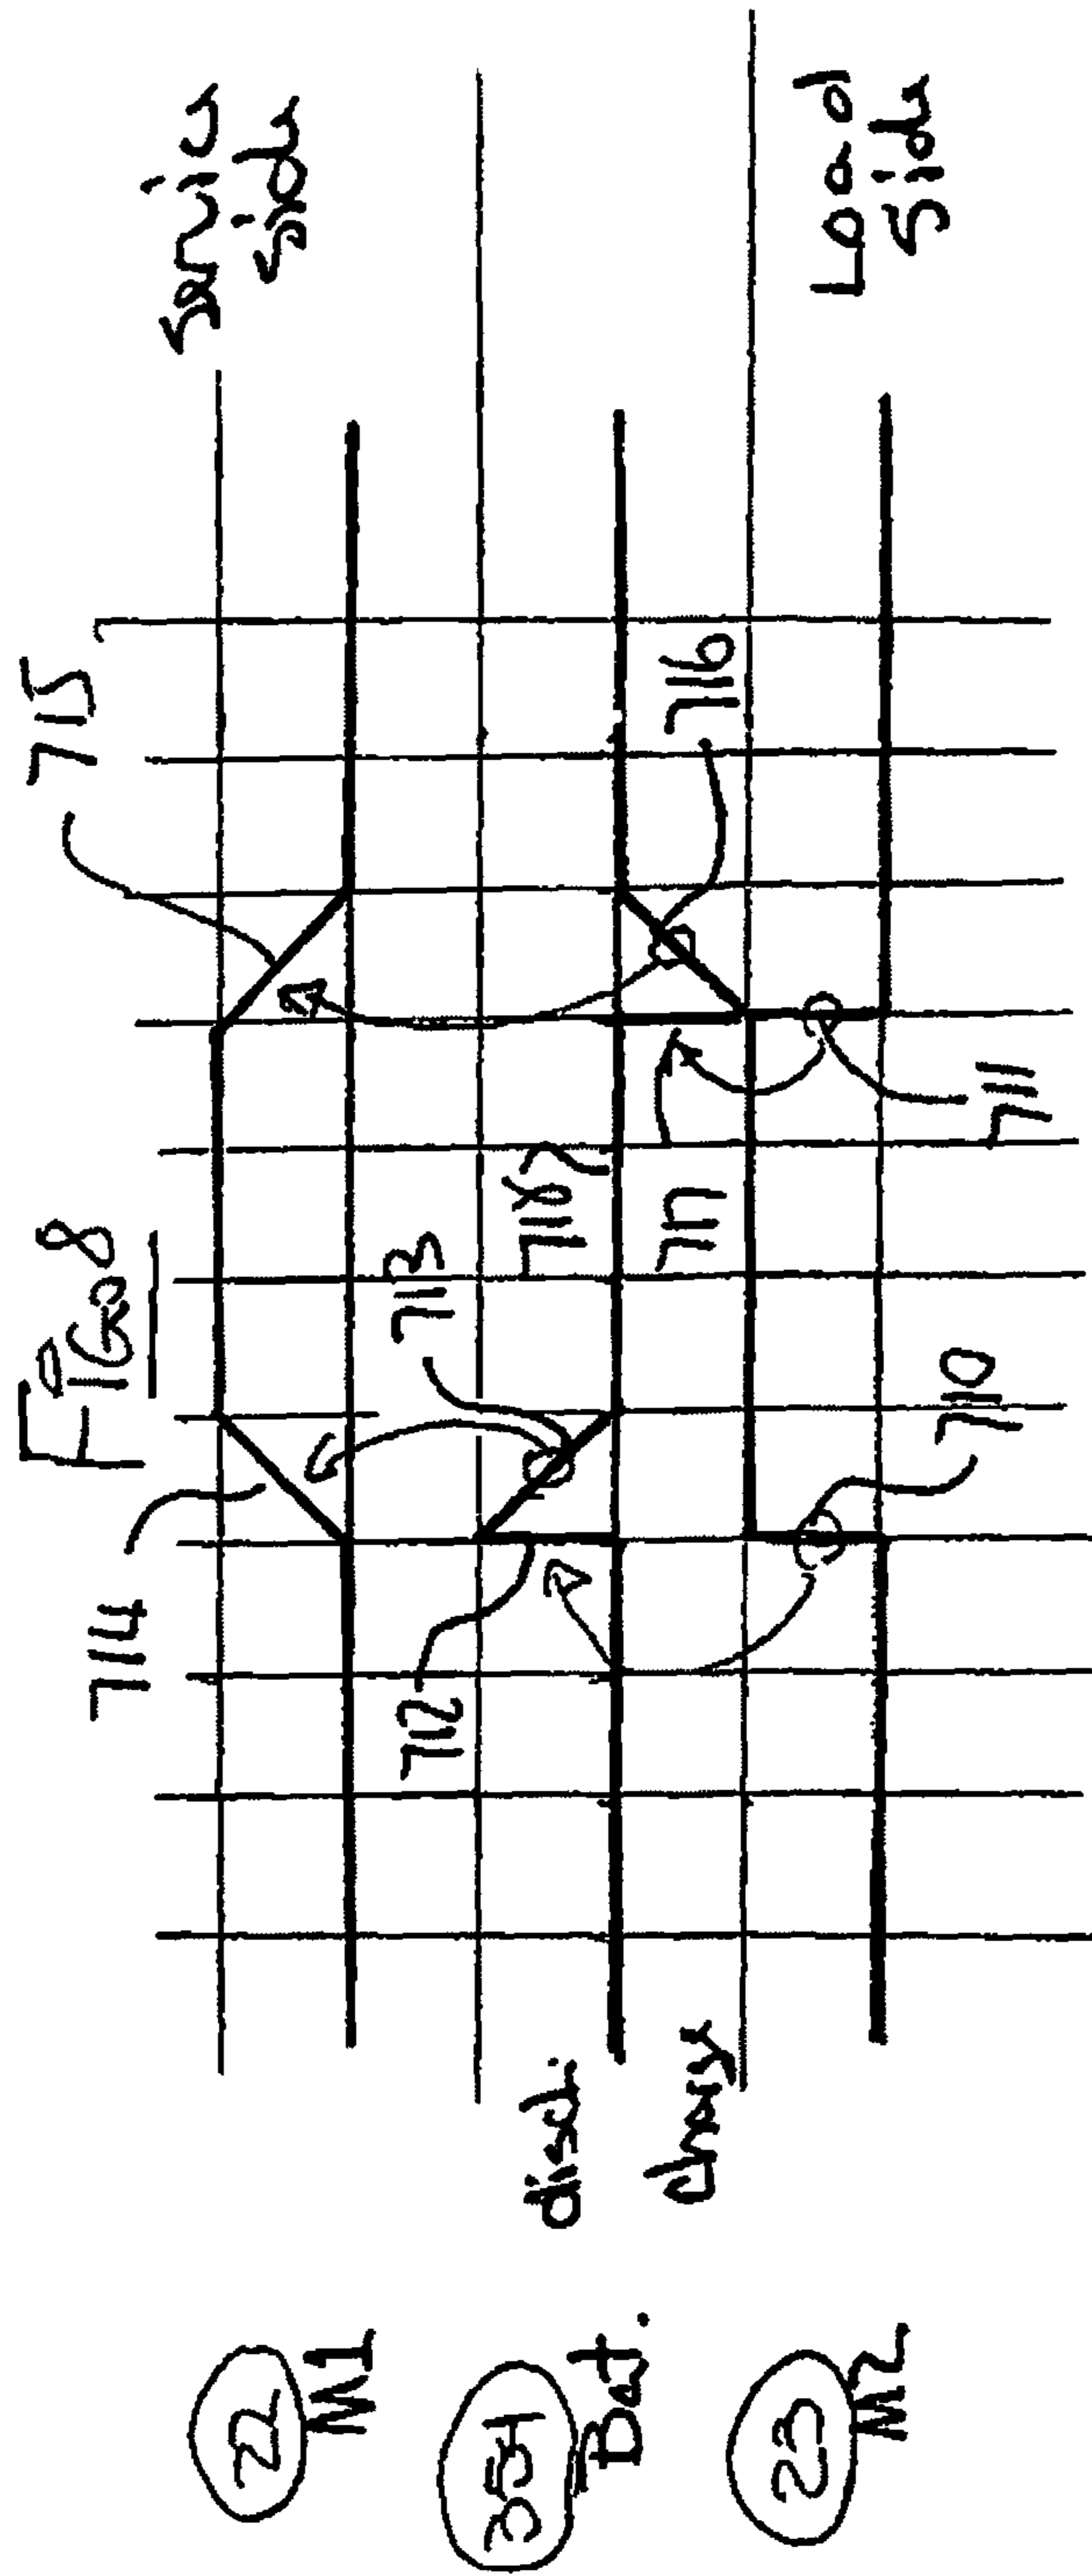 FIG. 8
714
715
service
side
22
M1
713
718
712
disch.
354
Bat.
716
717
charge
Load
side
710
711
23
M2